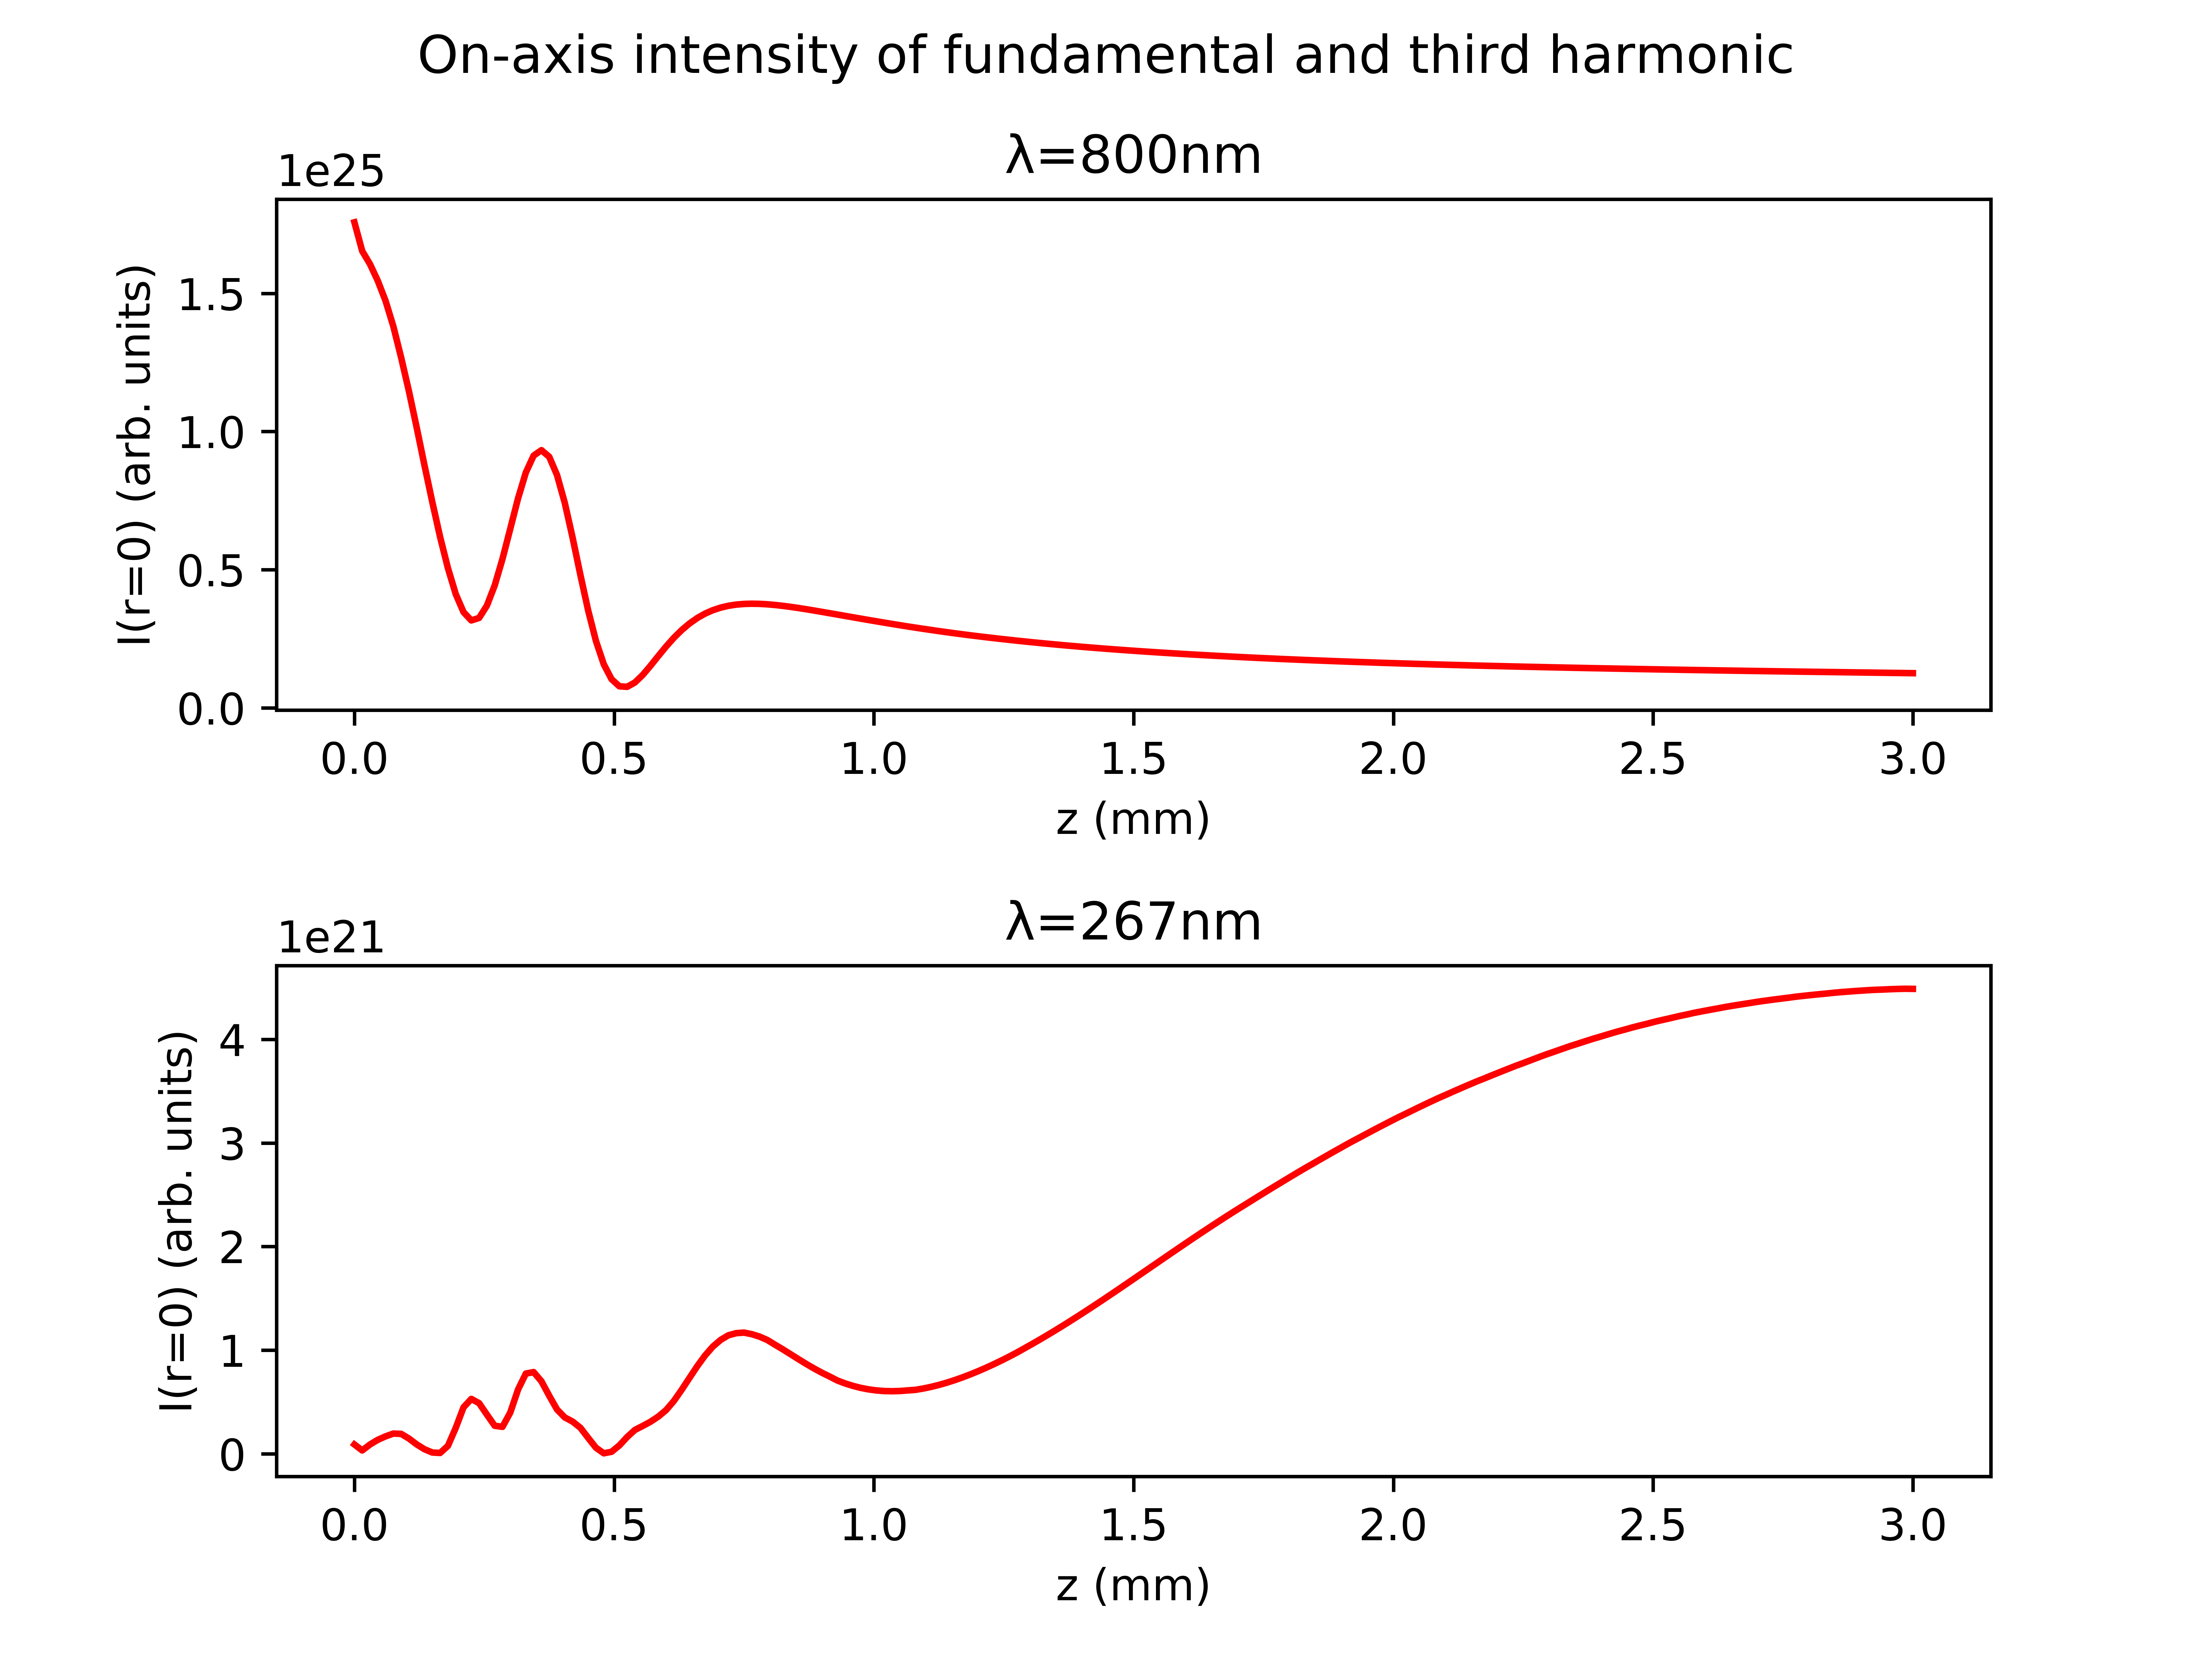 On-axis intensity of fundamental and third harmonic
λ=800nm
1e25
I(r=0) (arb. units)
1.5
1.0
0.5
0.0
0.0 0.5 1.0 1.5 2.0 2.5 3.0
z (mm)
λ=267nm
1e21
I(r=0) (arb. units)
4
3
2
1
0
0.0 0.5 1.0 1.5 2.0 2.5 3.0
z (mm)